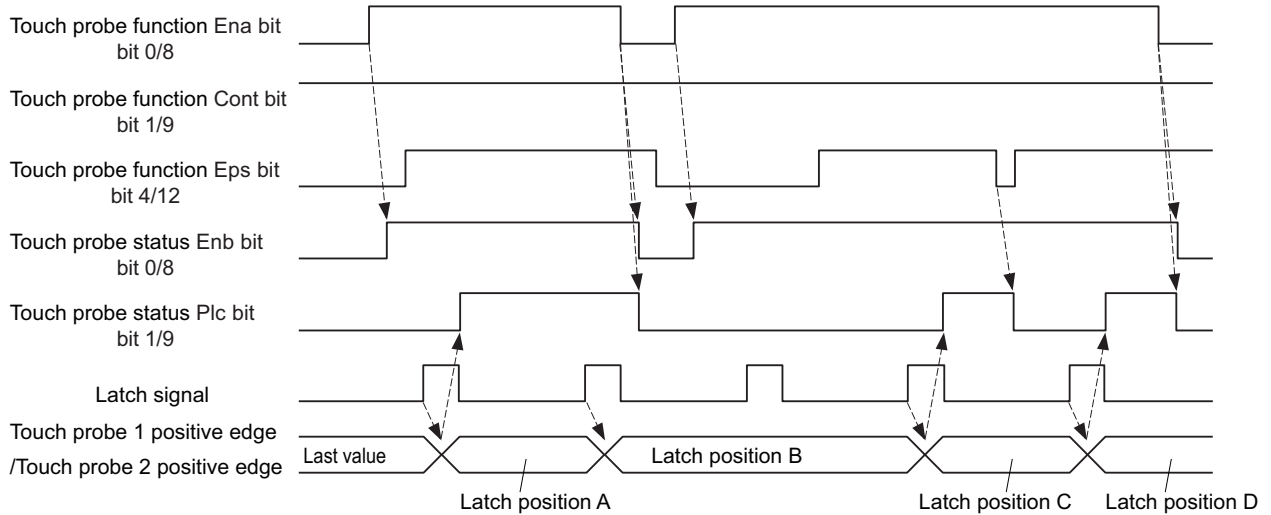 Touch probe function Ena bit
bit 0/8
Touch probe function Cont bit
bit 1/9
Touch probe function Eps bit
bit 4/12
Touch probe status Enb bit
bit 0/8
Touch probe status Plc bit
bit 1/9
Latch signal
Touch probe 1 positive edge
/Touch probe 2 positive edge
Last value
Latch position B
Latch position A
Latch position C
Latch position D